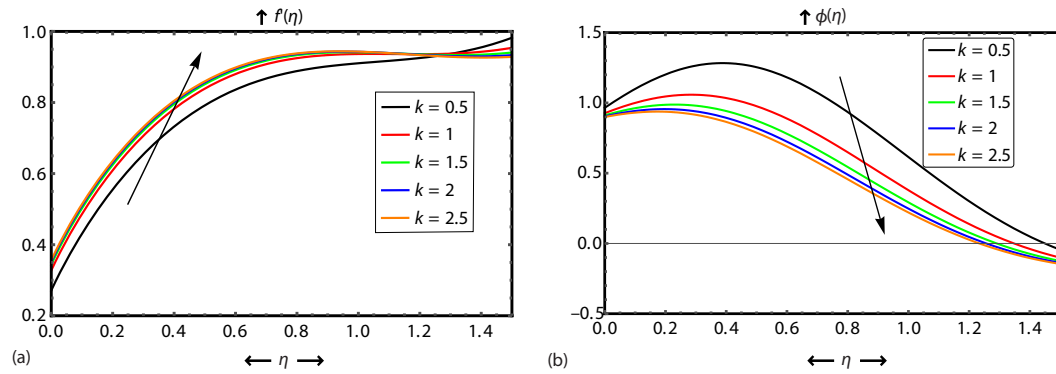 ↑ f'(η)
1.0
0.8
0.6
0.4
0.2
0.0 0.2 0.4 0.6 0.8 1.0 1.2 1.4
k = 0.5
k = 1
k = 1.5
k = 2
k = 2.5
(a) ← η →
↑ ϕ(η)
1.5
1.0
0.5
0.0
−0.5
0.0 0.2 0.4 0.6 0.8 1.0 1.2 1.4
k = 0.5
k = 1
k = 1.5
k = 2
k = 2.5
(b) ← η →